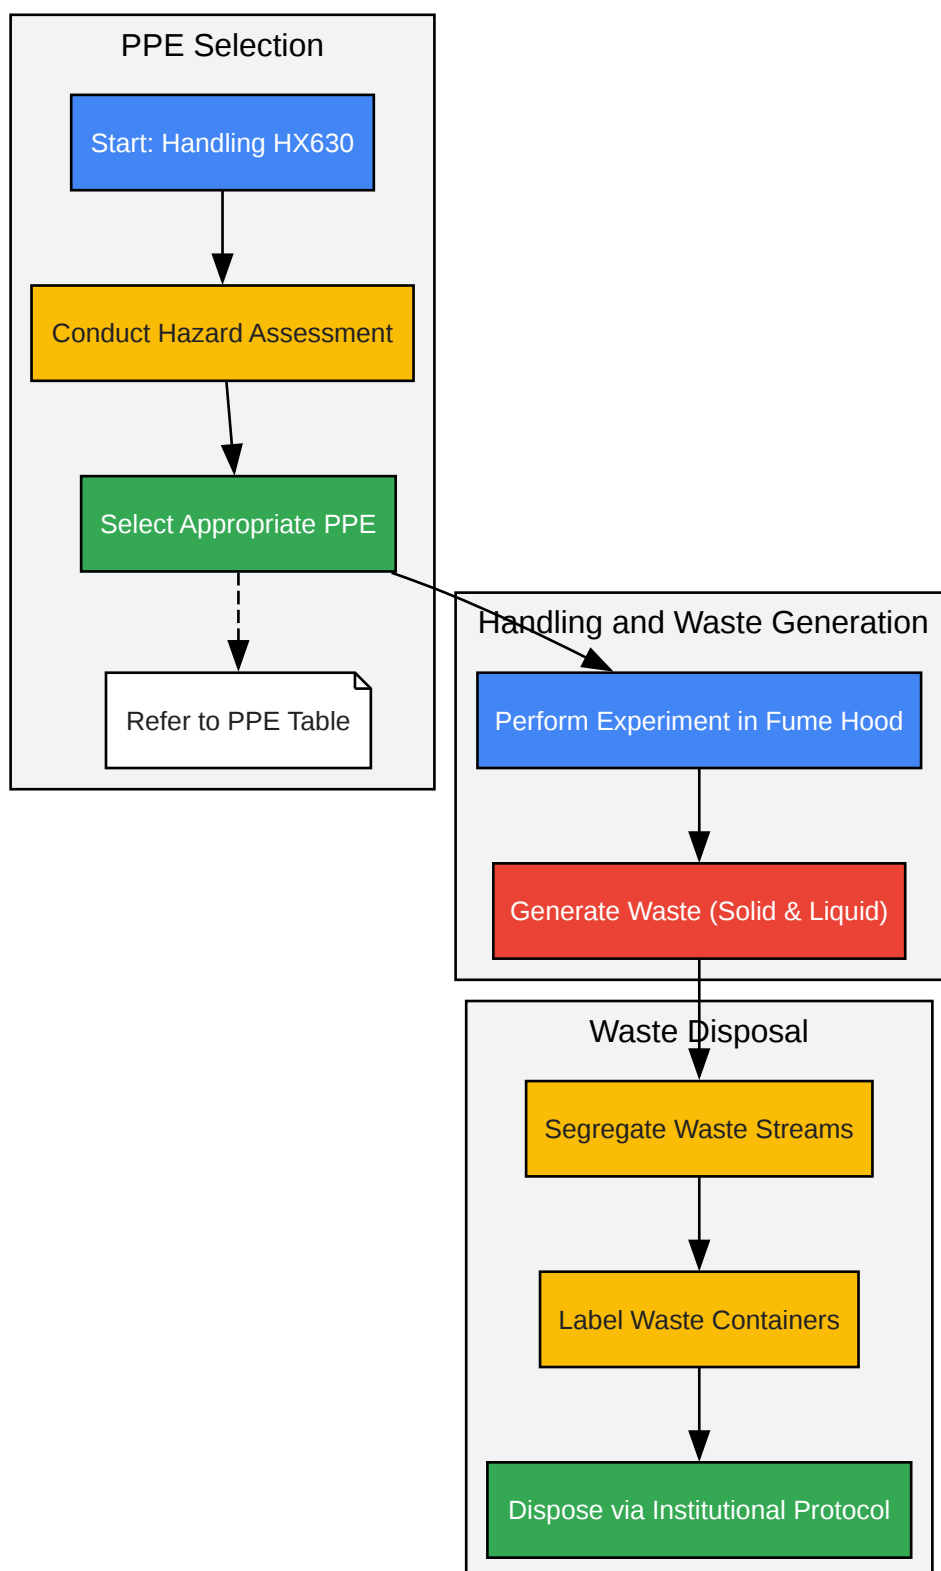 PPE Selection
Start: Handling HX630
Conduct Hazard Assessment
Select Appropriate PPE
Refer to PPE Table
Handling and Waste Generation
Perform Experiment in Fume Hood
Generate Waste (Solid & Liquid)
Waste Disposal
Segregate Waste Streams
Label Waste Containers
Dispose via Institutional Protocol